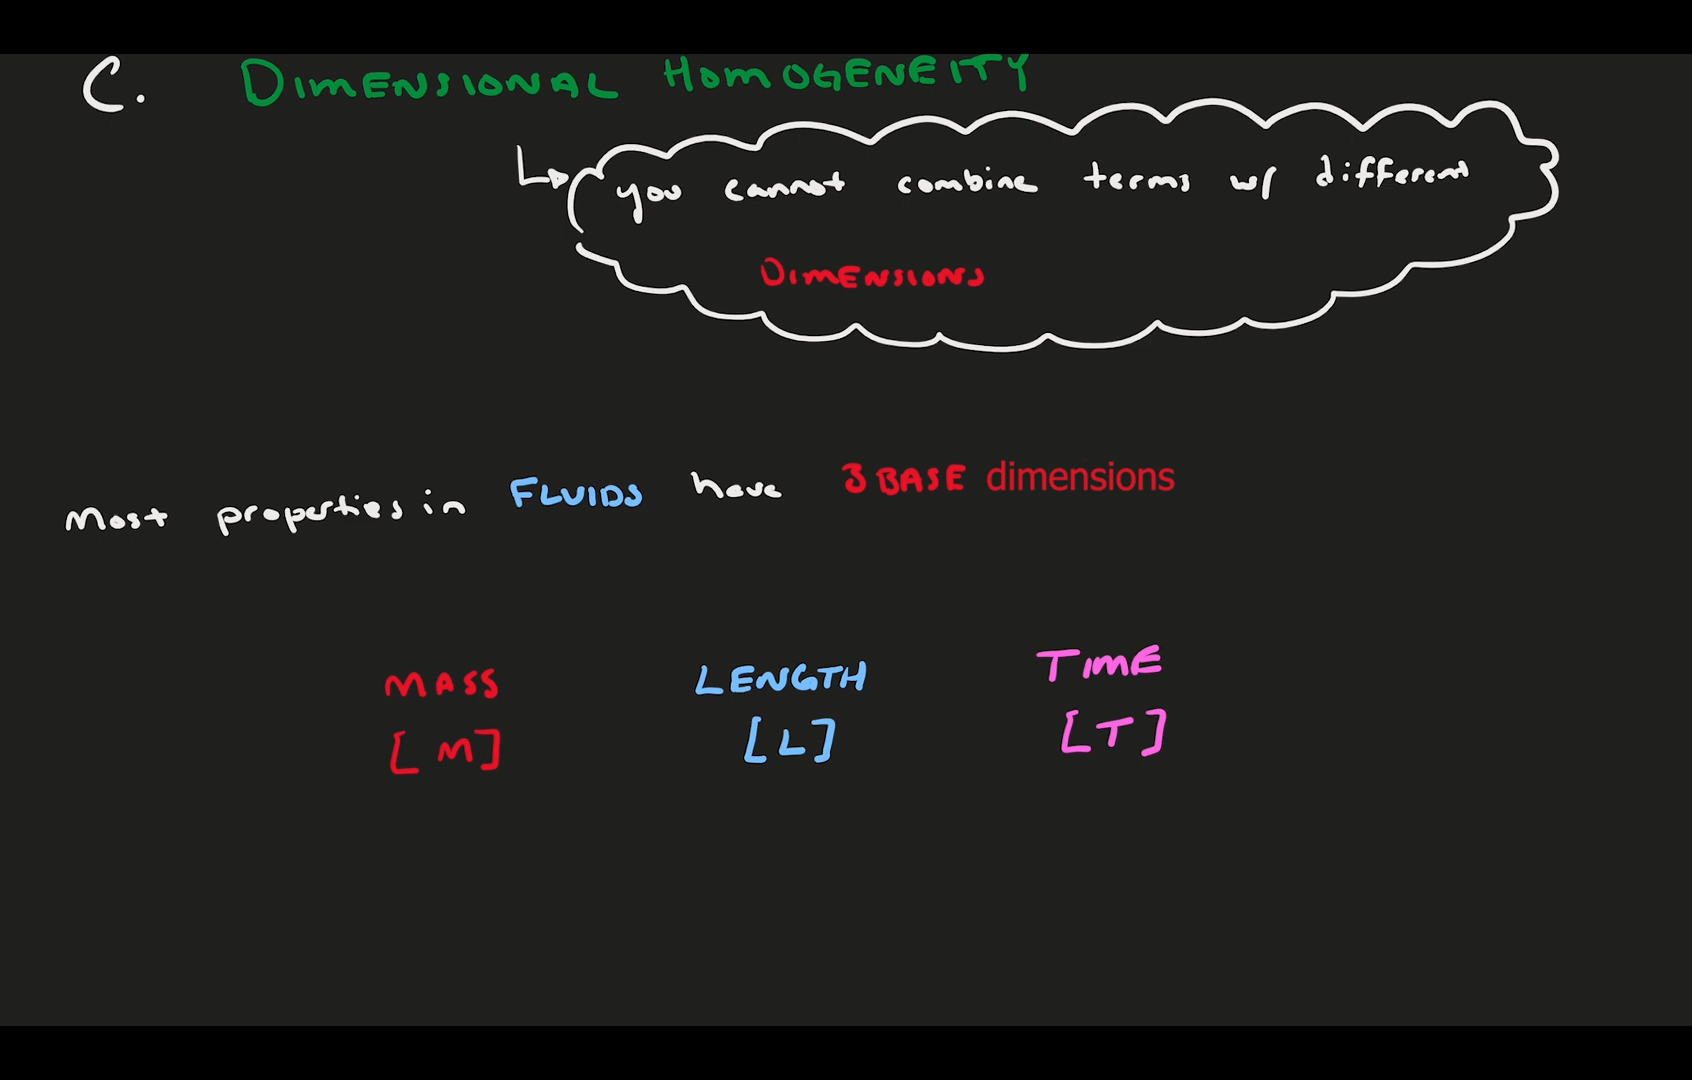 C. DIMENSIONAL HOMOGENEITY
you cannot combine terms w/ different
DIMENSIONS
Most properties in FLUIDS have 3 BASE dimensions
MASS LENGTH TIME
[M] [L] [T]